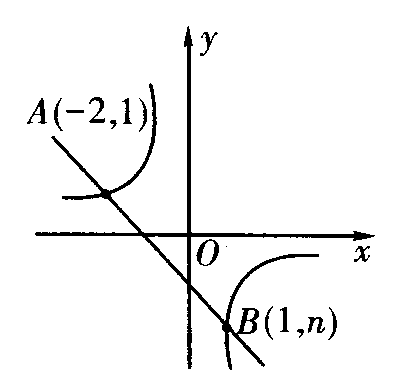 y
A(-2,1)
O
x
B(1,n)